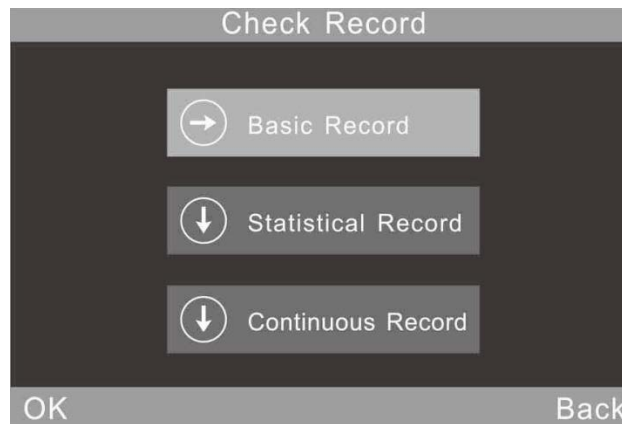 Check Record
Basic Record
Statistical Record
Continuous Record
OK
Back